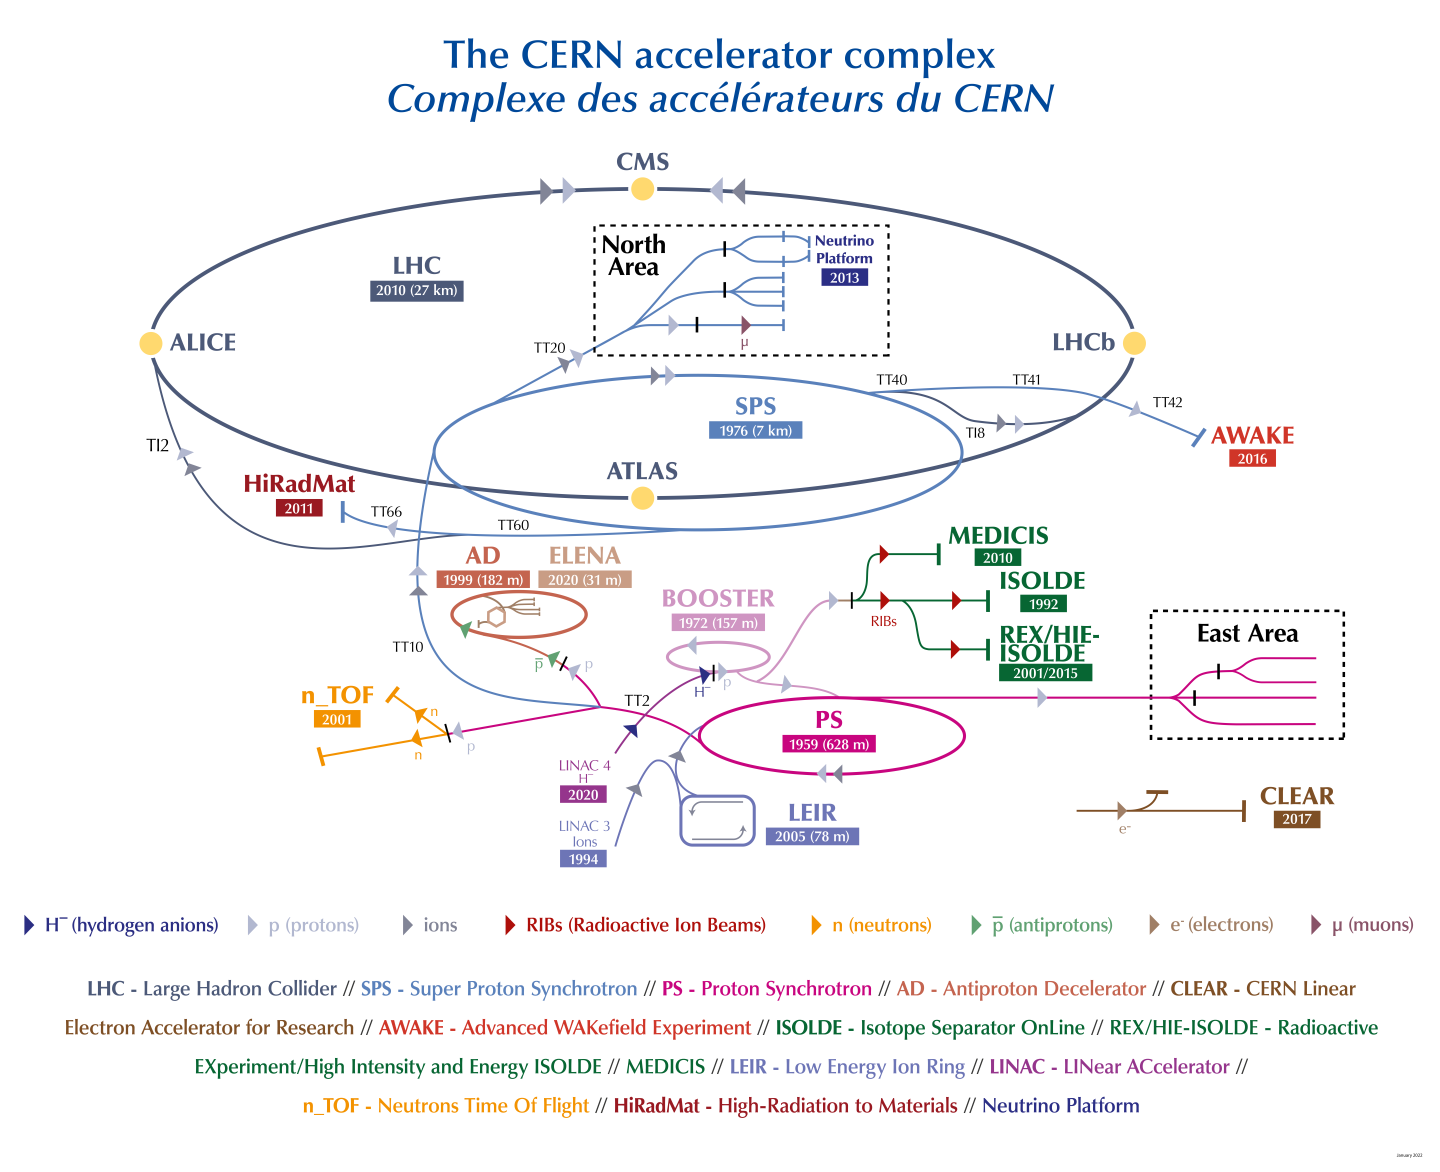 The CERN accelerator complex
Complexe des accélérateurs du CERN
CMS
North
Area
Neutrino
Platform
2013
LHC
2010 (27 km)
µ
ALICE
LHCb
TT20
TT40
TT41
TT42
SPS
1976 (7 km)
TI8
AWAKE
2016
TI2
ATLAS
HiRadMat
2011
TT66
TT60
AD
1999 (182 m)
ELENA
2020 (31 m)
MEDICIS
2010
ISOLDE
1992
BOOSTER
1972 (157 m)
RIBs
REX/HIE-
ISOLDE
2001/2015
East Area
TT10
p̅
p
H⁻
p
TT2
n_TOF
2001
n
n
p
PS
1959 (628 m)
LINAC 4
H⁻
2020
LINAC 3
Ions
1994
LEIR
2005 (78 m)
CLEAR
2017
e⁻
H⁻ (hydrogen anions)
p (protons)
ions
RIBs (Radioactive Ion Beams)
n (neutrons)
p̅ (antiprotons)
e⁻ (electrons)
µ (muons)
LHC - Large Hadron Collider // SPS - Super Proton Synchrotron // PS - Proton Synchrotron // AD - Antiproton Decelerator // CLEAR - CERN Linear
Electron Accelerator for Research // AWAKE - Advanced WAKefield Experiment // ISOLDE - Isotope Separator OnLine // REX/HIE-ISOLDE - Radioactive
EXperiment/High Intensity and Energy ISOLDE // MEDICIS // LEIR - Low Energy Ion Ring // LINAC - LINear ACcelerator //
n_TOF - Neutrons Time Of Flight // HiRadMat - High-Radiation to Materials // Neutrino Platform
January 2022